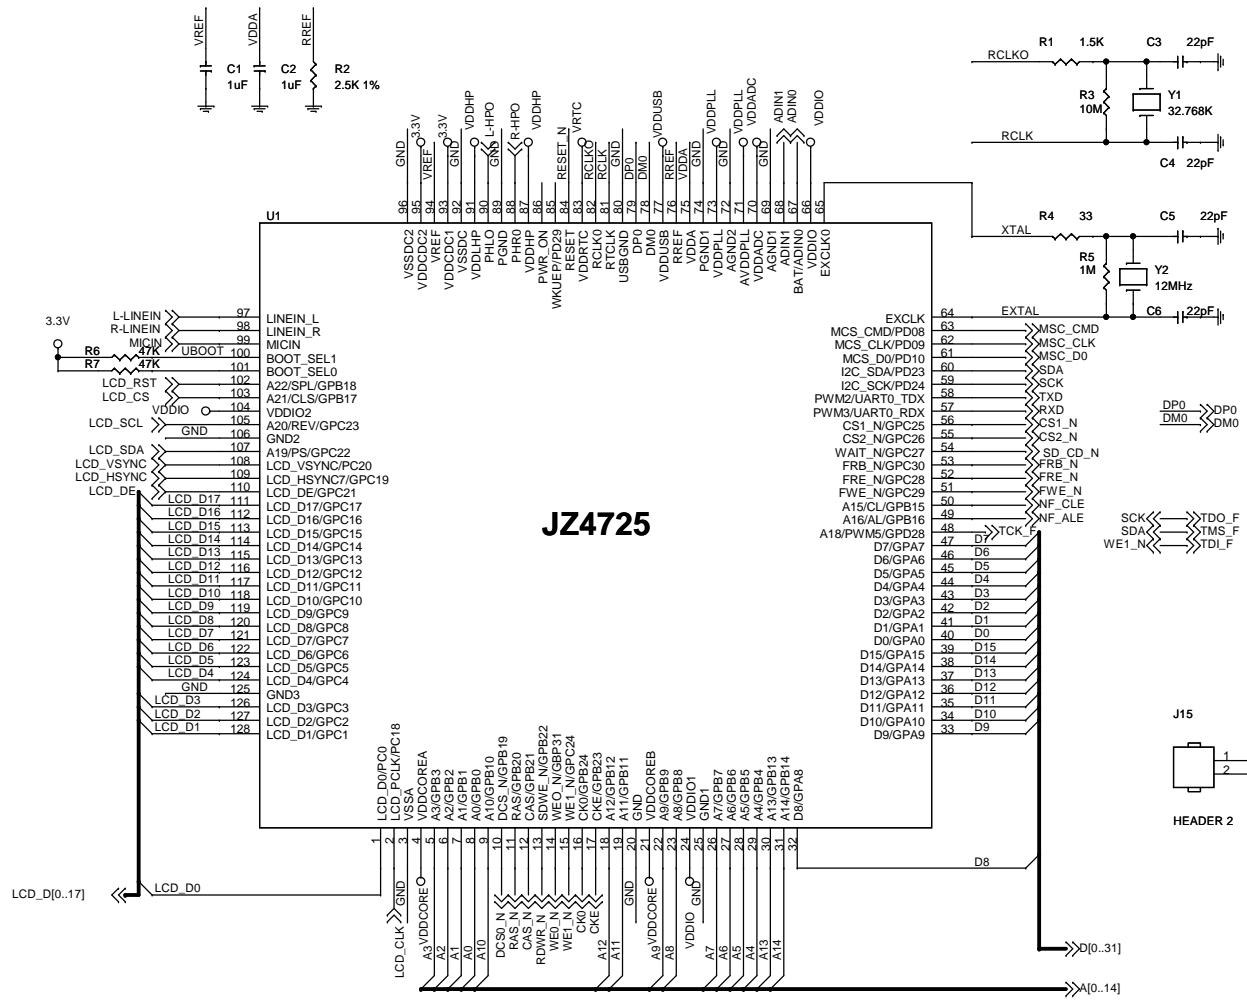 VREF
VDDA
RREF
C1
1uF
C2
1uF
R2
2.5K 1%
R1 1.5K C3 22pF
RCLKO
R3
10M
Y1
32.768K
RCLK
C4 22pF
R4 33 C5 22pF
XTAL
R5
1M
Y2
12MHz
EXTAL
C6 22pF
GND
3.3V
VREF
3.3V
GND
VDDHP
L-HPO
GND
R-HPO
VDDHP
RESET_N
VRTC
RCLKO
RCLK
GND
DP0
DM0
VDDUSB
RREF
VDDA
GND
VDDPLL
GND
VDDPLL
VDDADC
GND
ADIN1
ADIN0
VDDIO
U1
96 VSSDC2
95 VDDCDC2
94 VREF
93 VDDCDC1
92 VSSDC
91 VDDLHP
90 PHLO
89 PGND
88 PHR0
87 VDDHP
86 PWR_ON
85 WKUEP/PD29
84 RESET
83 VDDRTC
82 RCLK0
81 RTCLK
80 USBGND
79 DP0
78 DM0
77 VDDUSB
76 RREF
75 VDDA
74 PGND1
73 VDDPLL
72 AGND2
71 AVDDPLL
70 VDDADC
69 AGND1
68 ADIN1
67 BAT/ADIN0
66 VDDIO
65 EXCLK0
3.3V
L-LINEIN 97 LINEIN_L
R-LINEIN 98 LINEIN_R
MICIN 99 MICIN
R6 47K UBOOT 100 BOOT_SEL1
R7 47K 101 BOOT_SEL0
LCD_RST 102 A22/SPL/GPB18
LCD_CS 103 A21/CLS/GPB17
VDDIO 104 VDDIO2
LCD_SCL 105 A20/REV/GPC23
GND 106 GND2
LCD_SDA 107 A19/PS/GPC22
LCD_VSYNC 108 LCD_VSYNC/PC20
LCD_HSYNC 109 LCD_HSYNC7/GPC19
LCD_DE 110 LCD_DE/GPC21
LCD_D17 111 LCD_D17/GPC17
LCD_D16 112 LCD_D16/GPC16
LCD_D15 113 LCD_D15/GPC15
LCD_D14 114 LCD_D14/GPC14
LCD_D13 115 LCD_D13/GPC13
LCD_D12 116 LCD_D12/GPC12
LCD_D11 117 LCD_D11/GPC11
LCD_D10 118 LCD_D10/GPC10
LCD_D9 119 LCD_D9/GPC9
LCD_D8 120 LCD_D8/GPC8
LCD_D7 121 LCD_D7/GPC7
LCD_D6 122 LCD_D6/GPC6
LCD_D5 123 LCD_D5/GPC5
LCD_D4 124 LCD_D4/GPC4
GND 125 GND3
LCD_D3 126 LCD_D3/GPC3
LCD_D2 127 LCD_D2/GPC2
LCD_D1 128 LCD_D1/GPC1
JZ4725
EXCLK 64
MCS_CMD/PD08 63 MSC_CMD
MCS_CLK/PD09 62 MSC_CLK
MCS_D0/PD10 61 MSC_D0
I2C_SDA/PD23 60 SDA
I2C_SCK/PD24 59 SCK
PWM2/UART0_TDX 58 TXD
PWM3/UART0_RDX 57 RXD
CS1_N/GPC25 56 CS1_N
CS2_N/GPC26 55 CS2_N
WAIT_N/GPC27 54 SD_CD_N
FRB_N/GPC30 53 FRB_N
FRE_N/GPC28 52 FRE_N
FWE_N/GPC29 51 FWE_N
A15/CL/GPB15 50 NF_CLE
A16/AL/GPB16 49 NF_ALE
A18/PWM5/GPD28 48 TCK_F
D7/GPA7 47 D7
D6/GPA6 46 D6
D5/GPA5 45 D5
D4/GPA4 44 D4
D3/GPA3 43 D3
D2/GPA2 42 D2
D1/GPA1 41 D1
D0/GPA0 40 D0
D15/GPA15 39 D15
D14/GPA14 38 D14
D13/GPA13 37 D13
D12/GPA12 36 D12
D11/GPA11 35 D11
D10/GPA10 34 D10
D9/GPA9 33 D9
DP0 DP0
DM0 DM0
SCK TDO_F
SDA TMS_F
WE1_N TDI_F
J15
1
2
HEADER 2
LCD_D0/PC0 1
LCD_PCLK/PC18 2
VSSA 3
VDDCOREA 4
A3/GPB3 5
A2/GPB2 6
A1/GPB1 7
A0/GPB0 8
A10/GPB10 9
DCS_N/GPB19 10
RAS/GPB20 11
CAS/GPB21 12
SDWE_N/GPB22 13
WEO_N/GBP31 14
WE1_N/GPC24 15
CK0/GPB24 16
CKE/GPB23 17
A12/GPB12 18
A11/GPB11 19
GND 20
VDDCOREB 21
A9/GPB9 22
A8/GPB8 23
VDDIO1 24
GND1 25
A7/GPB7 26
A6/GPB6 27
A5/GPB5 28
A4/GPB4 29
A13/GPB13 30
A14/GPB14 31
D8/GPA8 32
LCD_D[0..17]
LCD_D0
LCD_CLK
GND
VDDCORE
A3
A2
A1
A0
A10
DCS0_N
RAS_N
CAS_N
RDWR_N
WE0_N
WE1_N
CK0
CKE
A12
A11
GND
VDDCORE
A9
A8
VDDIO
GND
A7
A6
A5
A4
A13
A14
D8
D[0..31]
A[0..14]